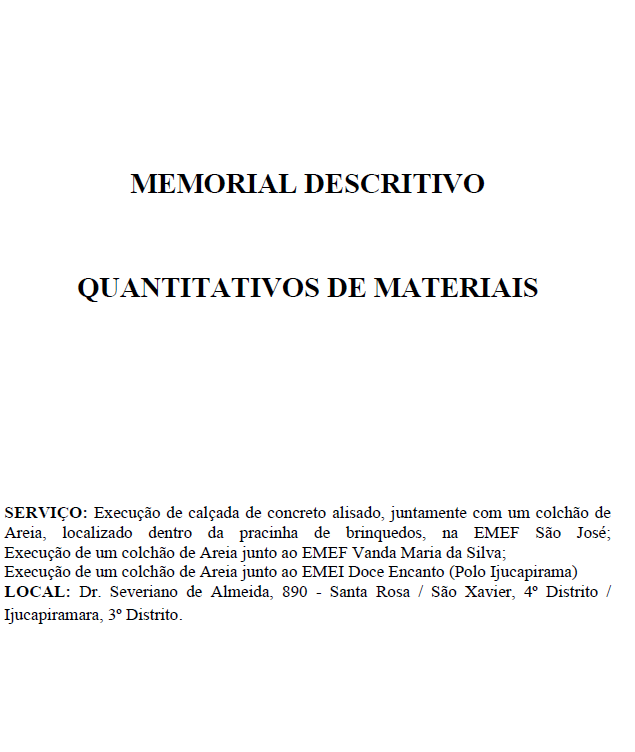 MEMORIAL DESCRITIVO
QUANTITATIVOS DE MATERIAIS
SERVIÇO: Execução de calçada de concreto alisado, juntamente com um colchão de
Areia, localizado dentro da pracinha de brinquedos, na EMEF São José;
Execução de um colchão de Areia junto ao EMEF Vanda Maria da Silva;
Execução de um colchão de Areia junto ao EMEI Doce Encanto (Polo Ijucapirama)
LOCAL: Dr. Severiano de Almeida, 890 - Santa Rosa / São Xavier, 4º Distrito /
Ijucapiramara, 3º Distrito.